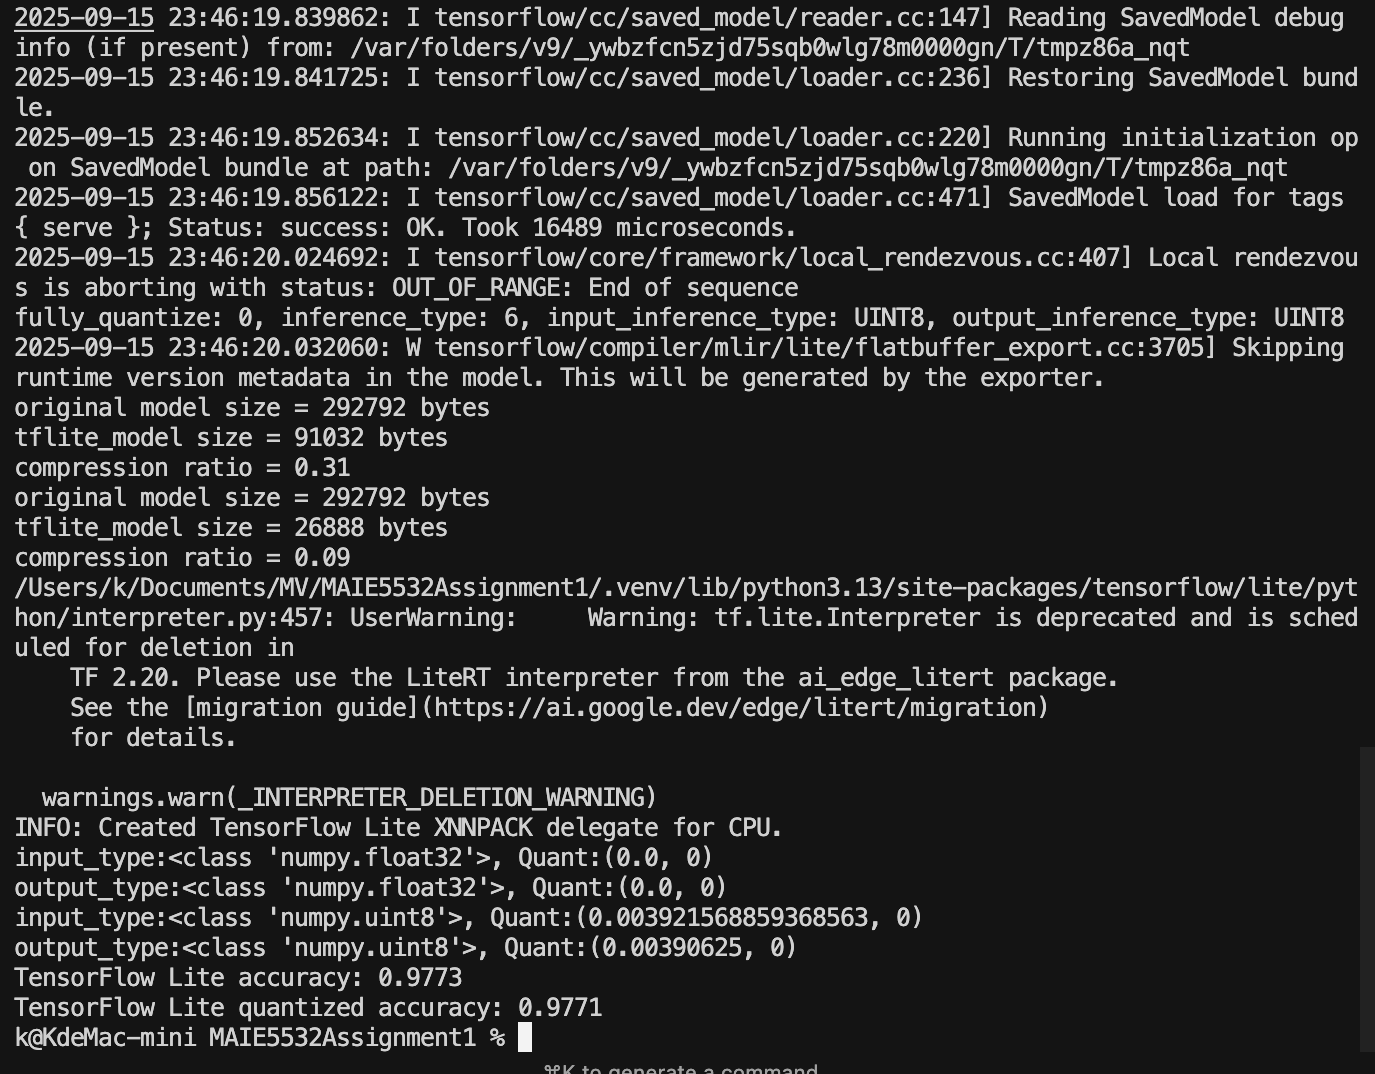 2025-09-15 23:46:19.839862: I tensorflow/cc/saved_model/reader.cc:147] Reading SavedModel debug
info (if present) from: /var/folders/v9/_ywbzfcn5zjd75sqb0wlg78m0000gn/T/tmpz86a_nqt
2025-09-15 23:46:19.841725: I tensorflow/cc/saved_model/loader.cc:236] Restoring SavedModel bund
le.
2025-09-15 23:46:19.852634: I tensorflow/cc/saved_model/loader.cc:220] Running initialization op
 on SavedModel bundle at path: /var/folders/v9/_ywbzfcn5zjd75sqb0wlg78m0000gn/T/tmpz86a_nqt
2025-09-15 23:46:19.856122: I tensorflow/cc/saved_model/loader.cc:471] SavedModel load for tags
{ serve }; Status: success: OK. Took 16489 microseconds.
2025-09-15 23:46:20.024692: I tensorflow/core/framework/local_rendezvous.cc:407] Local rendezvou
s is aborting with status: OUT_OF_RANGE: End of sequence
fully_quantize: 0, inference_type: 6, input_inference_type: UINT8, output_inference_type: UINT8
2025-09-15 23:46:20.032060: W tensorflow/compiler/mlir/lite/flatbuffer_export.cc:3705] Skipping
runtime version metadata in the model. This will be generated by the exporter.
original model size = 292792 bytes
tflite_model size = 91032 bytes
compression ratio = 0.31
original model size = 292792 bytes
tflite_model size = 26888 bytes
compression ratio = 0.09
/Users/k/Documents/MV/MAIE5532Assignment1/.venv/lib/python3.13/site-packages/tensorflow/lite/pyt
hon/interpreter.py:457: UserWarning:     Warning: tf.lite.Interpreter is deprecated and is sched
uled for deletion in
    TF 2.20. Please use the LiteRT interpreter from the ai_edge_litert package.
    See the [migration guide](https://ai.google.dev/edge/litert/migration)
    for details.

  warnings.warn(_INTERPRETER_DELETION_WARNING)
INFO: Created TensorFlow Lite XNNPACK delegate for CPU.
input_type:<class 'numpy.float32'>, Quant:(0.0, 0)
output_type:<class 'numpy.float32'>, Quant:(0.0, 0)
input_type:<class 'numpy.uint8'>, Quant:(0.003921568859368563, 0)
output_type:<class 'numpy.uint8'>, Quant:(0.00390625, 0)
TensorFlow Lite accuracy: 0.9773
TensorFlow Lite quantized accuracy: 0.9771
k@KdeMac-mini MAIE5532Assignment1 %
⌘K to generate a command